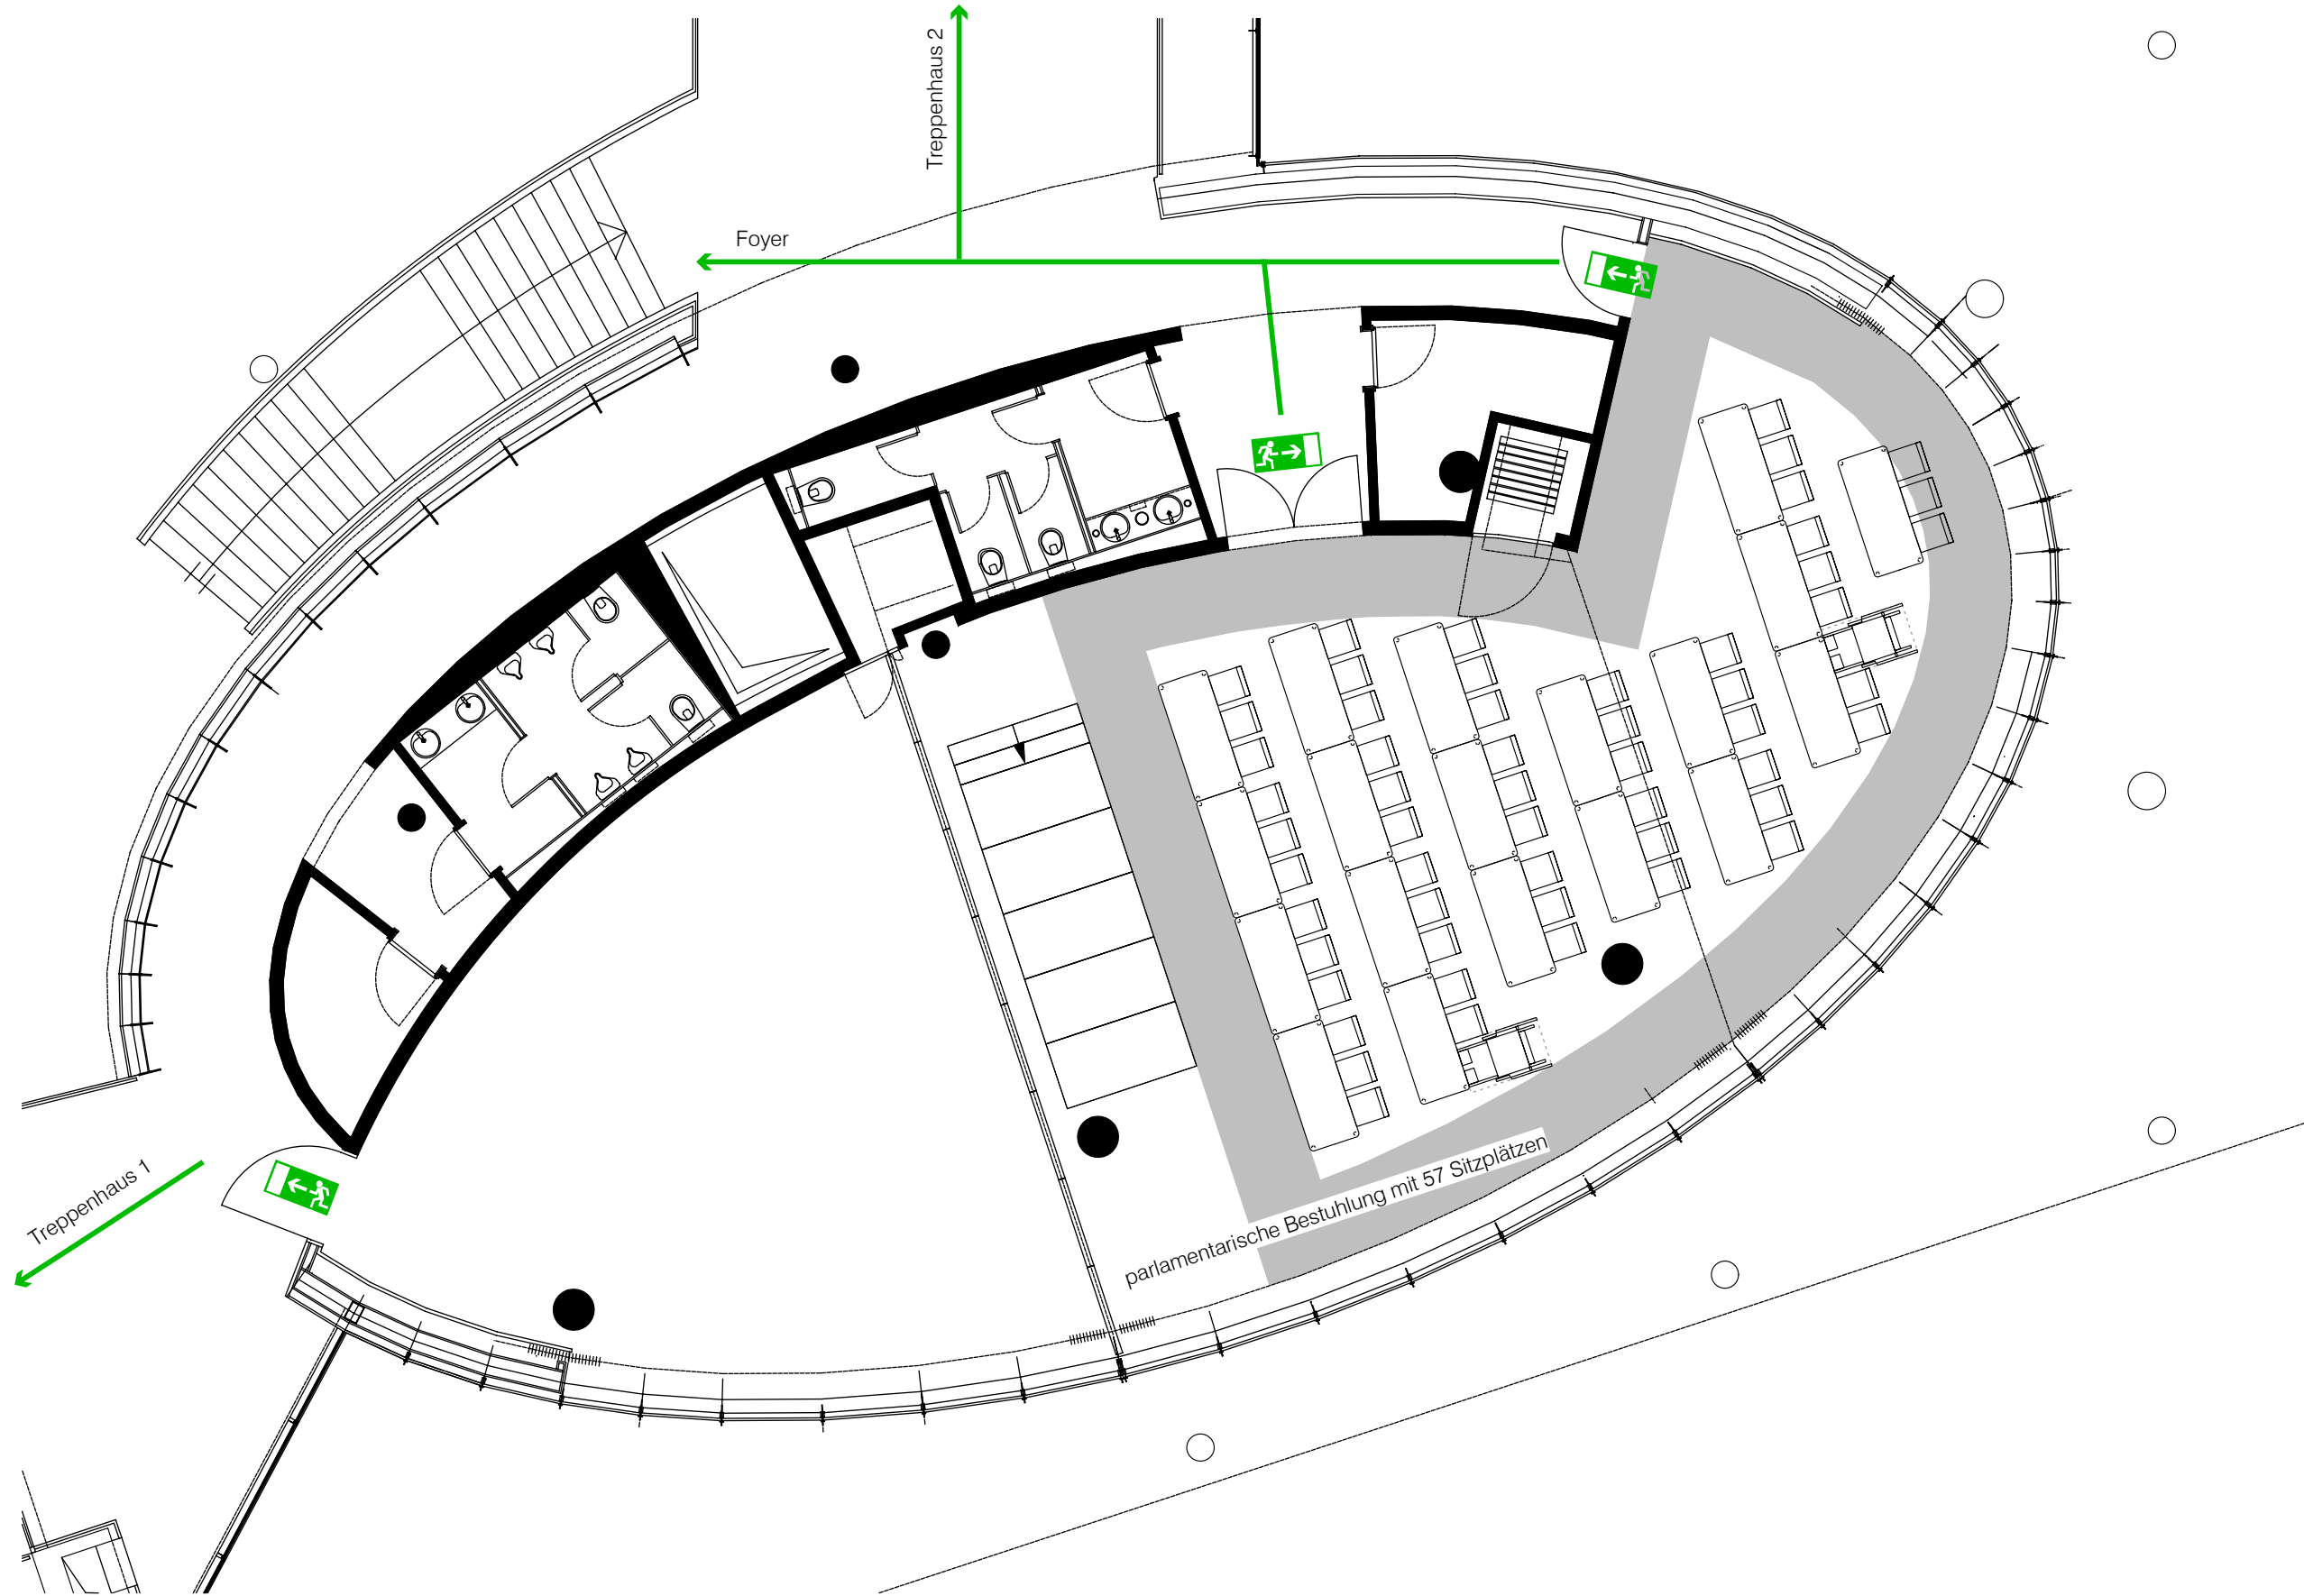 Treppenhaus 2
Foyer
Treppenhaus 1
parlamentarische Bestuhlung mit 57 Sitzplätzen